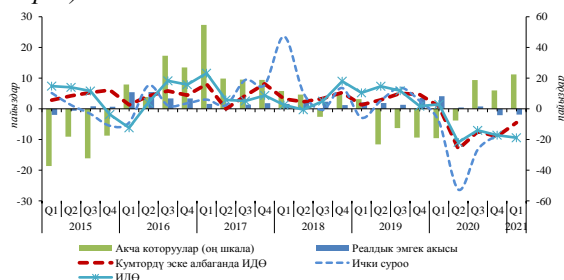 30 60
20 40
10 20
0 0
-10 -20
-20 -40
-30 -60
пайыздар
пайыздар
Q1 Q2 Q3 Q4 Q1 Q2 Q3 Q4 Q1 Q2 Q3 Q4 Q1 Q2 Q3 Q4 Q1 Q2 Q3 Q4 Q1 Q2 Q3 Q4 Q1
2015 2016 2017 2018 2019 2020 2021
Акча которуулар (оң шкала) Реалдык эмгек акысы
Кумтөрдү эске албаганда ИДӨ Ички суроо
ИДӨ